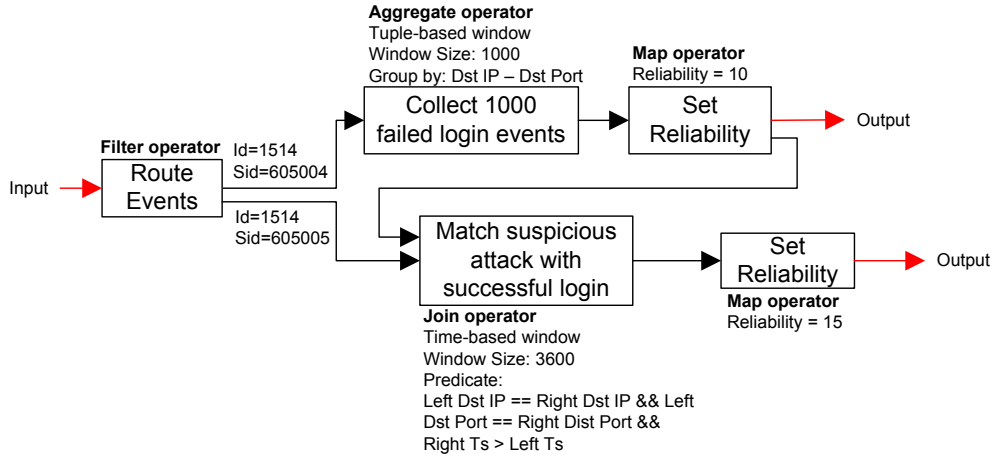 Aggregate operator
Tuple-based window
Window Size: 1000
Group by: Dst IP – Dst Port
Collect 1000
failed login events
Map operator
Reliability = 10
Set
Reliability
Output
Filter operator
Input
Route
Events
Id=1514
Sid=605004
Id=1514
Sid=605005
Match suspicious
attack with
successful login
Join operator
Time-based window
Window Size: 3600
Predicate:
Left Dst IP == Right Dst IP && Left
Dst Port == Right Dist Port &&
Right Ts > Left Ts
Set
Reliability
Map operator
Reliability = 15
Output